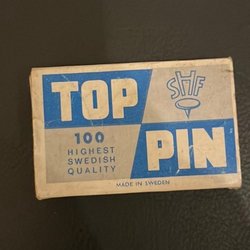 SHF
TOP
PIN
100
HIGHEST
SWEDISH
QUALITY
MADE IN SWEDEN